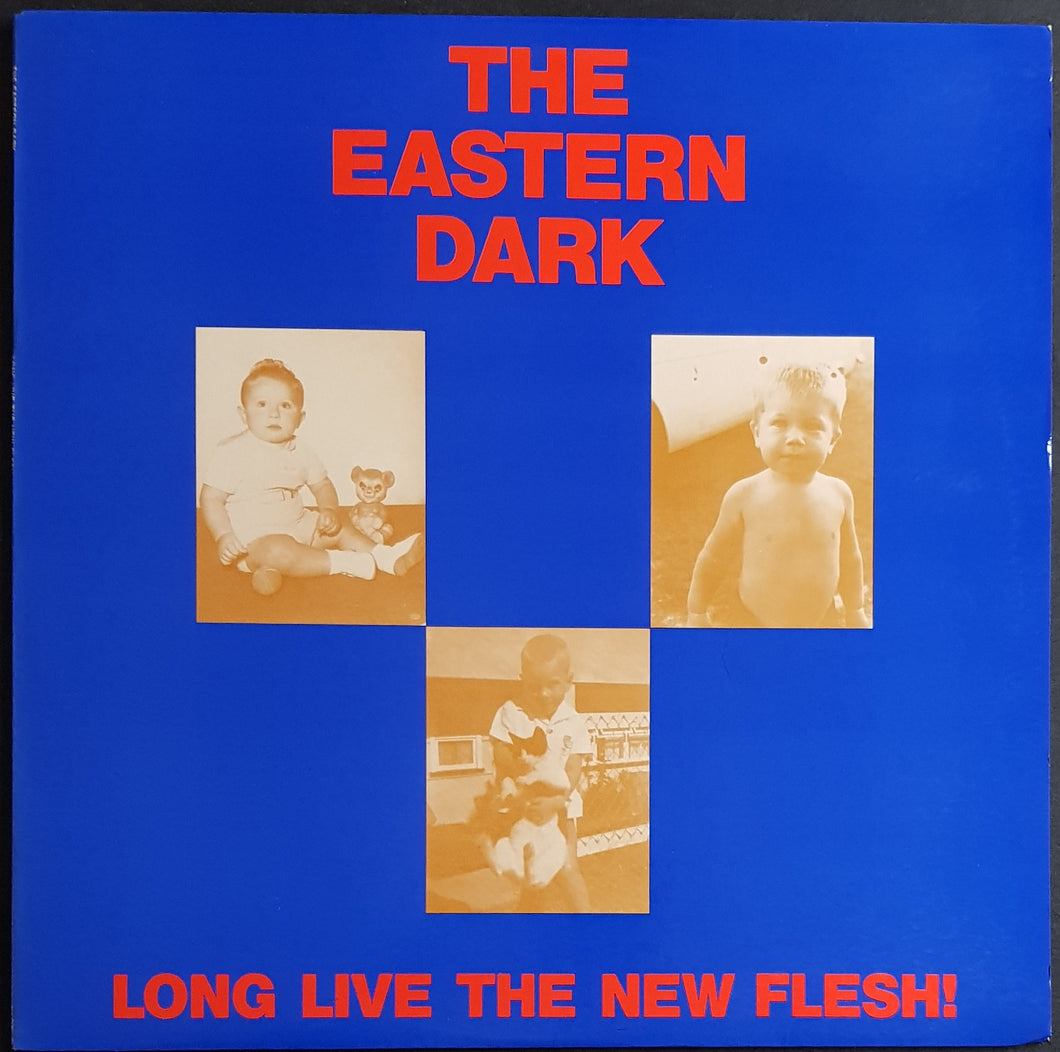 THE
EASTERN
DARK
LONG LIVE THE NEW FLESH!